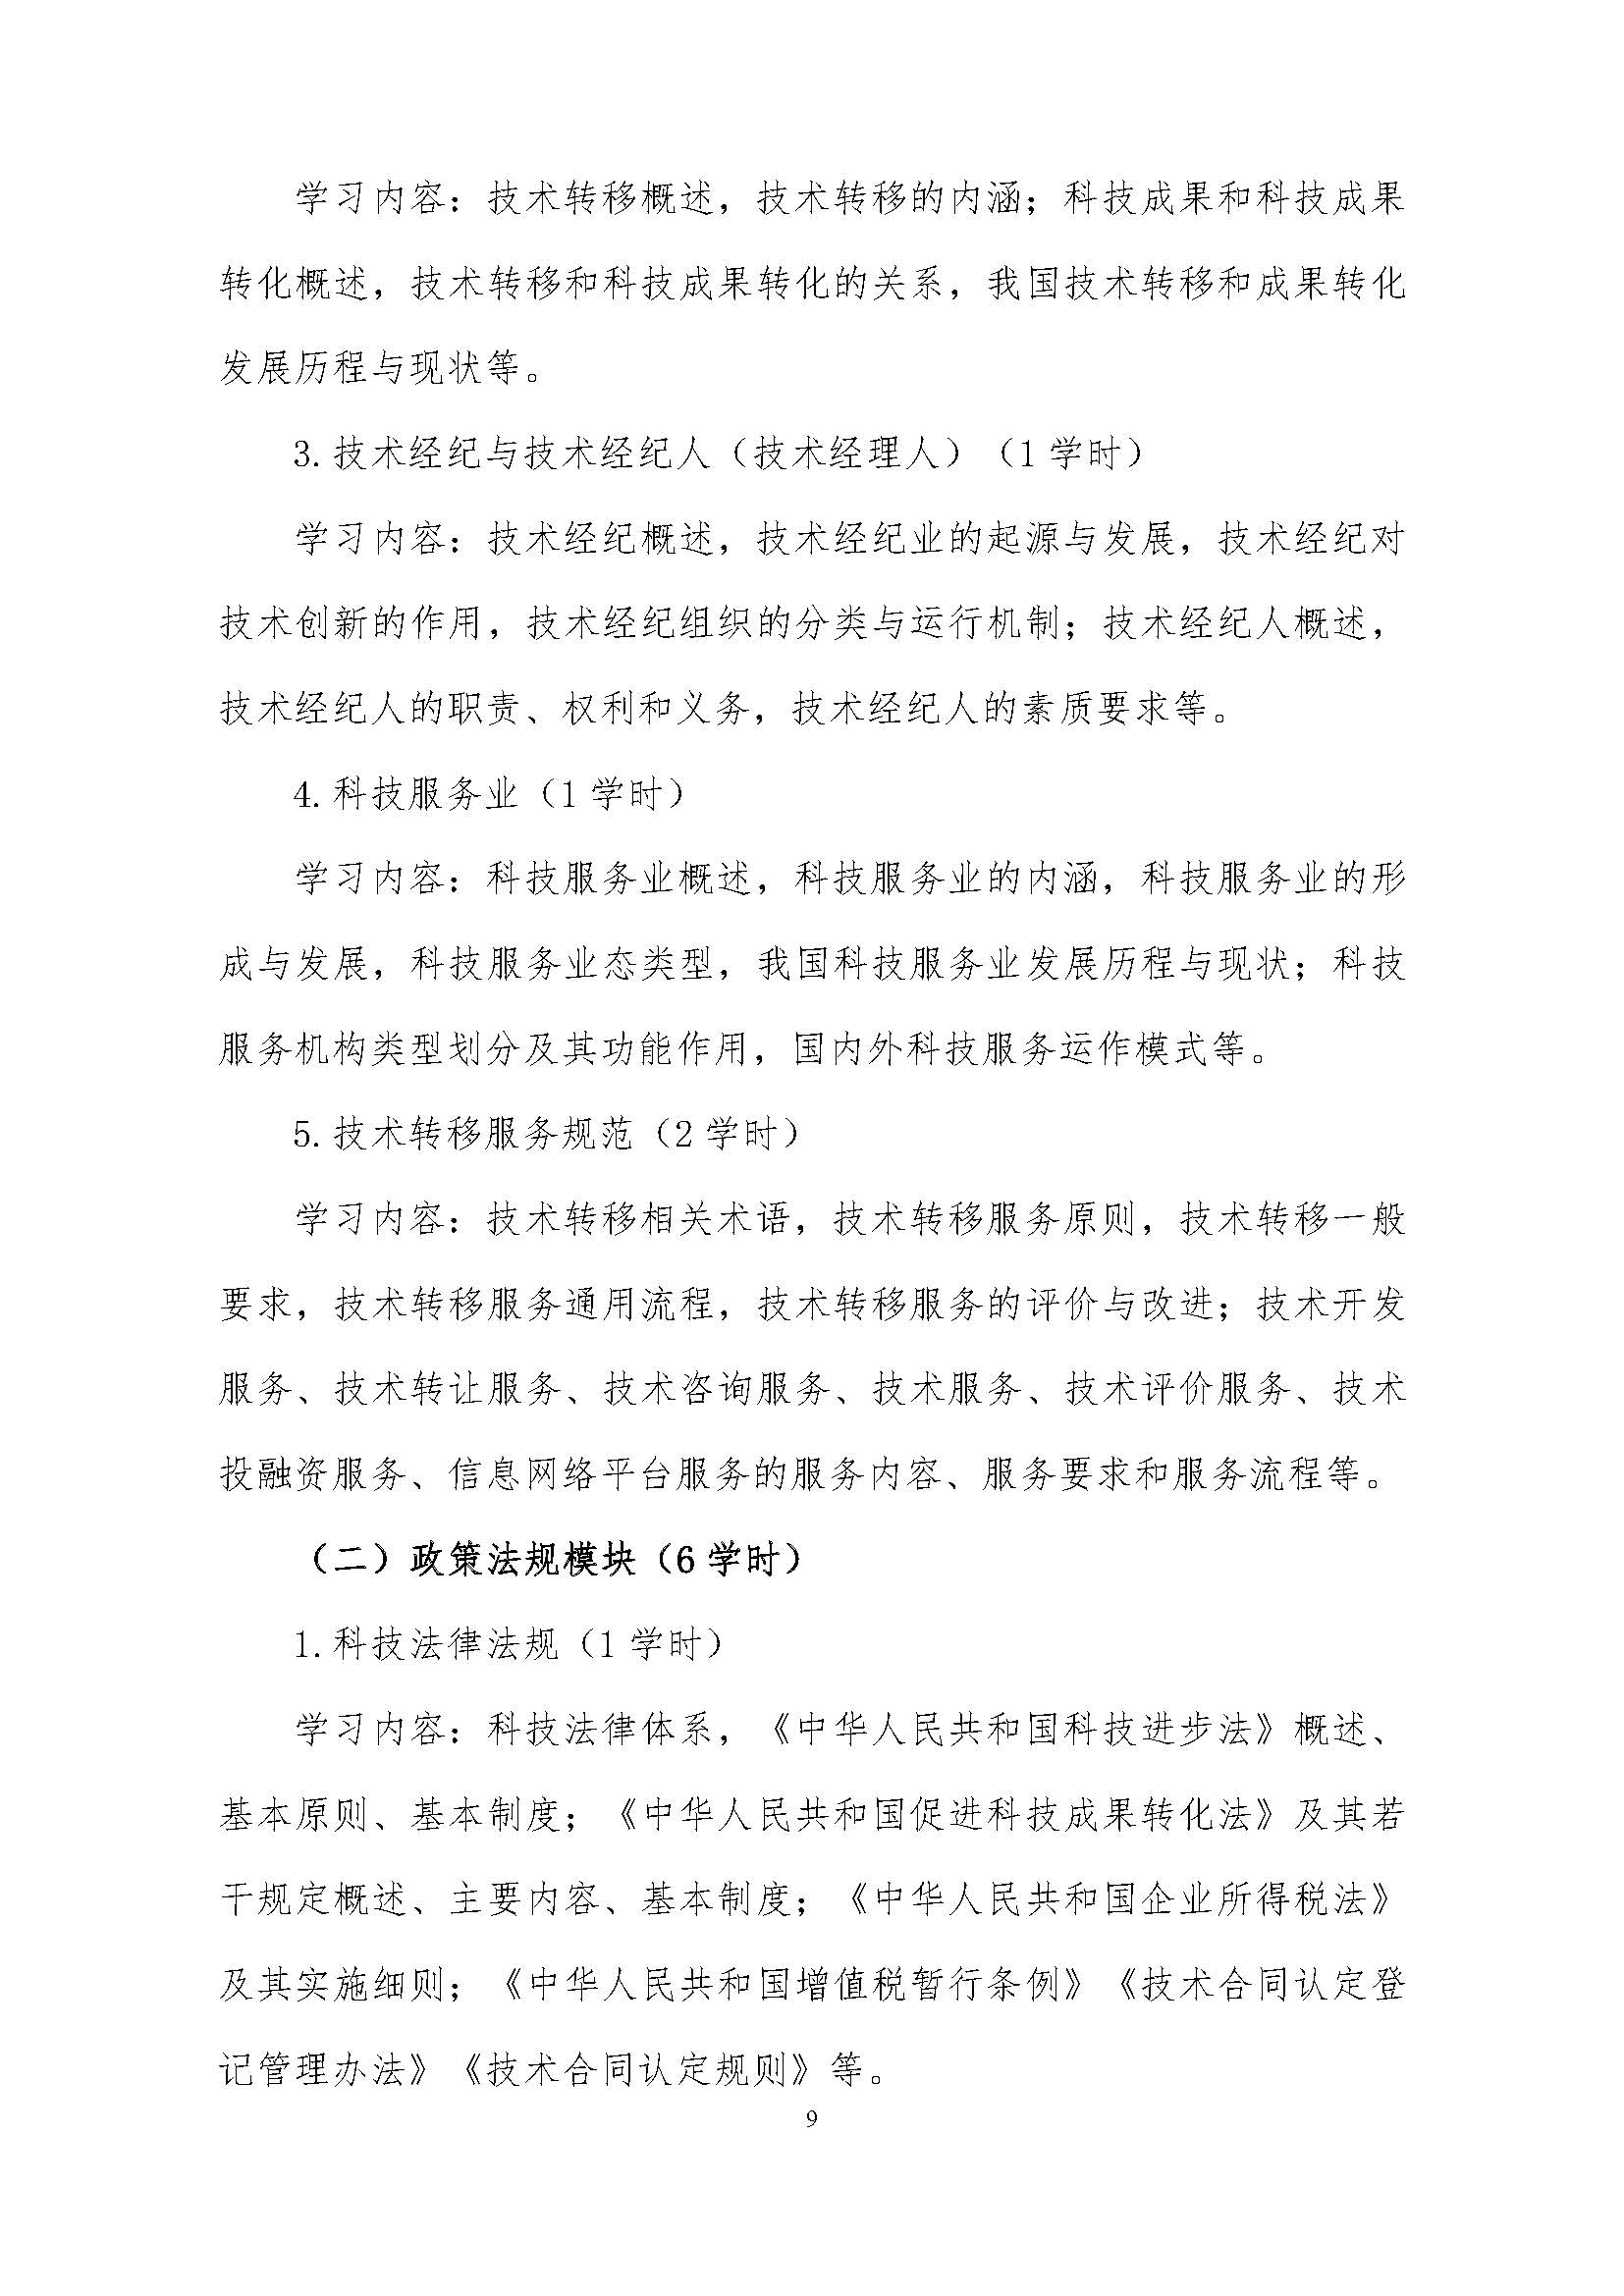 学习内容：技术转移概述，技术转移的内涵；科技成果和科技成果
转化概述，技术转移和科技成果转化的关系，我国技术转移和成果转化
发展历程与现状等。
3.技术经纪与技术经纪人（技术经理人）（1 学时）
学习内容：技术经纪概述，技术经纪业的起源与发展，技术经纪对
技术创新的作用，技术经纪组织的分类与运行机制；技术经纪人概述，
技术经纪人的职责、权利和义务，技术经纪人的素质要求等。
4.科技服务业（1 学时）
学习内容：科技服务业概述，科技服务业的内涵，科技服务业的形
成与发展，科技服务业态类型，我国科技服务业发展历程与现状；科技
服务机构类型划分及其功能作用，国内外科技服务运作模式等。
5.技术转移服务规范（2 学时）
学习内容：技术转移相关术语，技术转移服务原则，技术转移一般
要求，技术转移服务通用流程，技术转移服务的评价与改进；技术开发
服务、技术转让服务、技术咨询服务、技术服务、技术评价服务、技术
投融资服务、信息网络平台服务的服务内容、服务要求和服务流程等。
（二）政策法规模块（6 学时）
1.科技法律法规（1 学时）
学习内容：科技法律体系，《中华人民共和国科技进步法》概述、
基本原则、基本制度；《中华人民共和国促进科技成果转化法》及其若
干规定概述、主要内容、基本制度；《中华人民共和国企业所得税法》
及其实施细则；《中华人民共和国增值税暂行条例》《技术合同认定登
记管理办法》《技术合同认定规则》等。
9